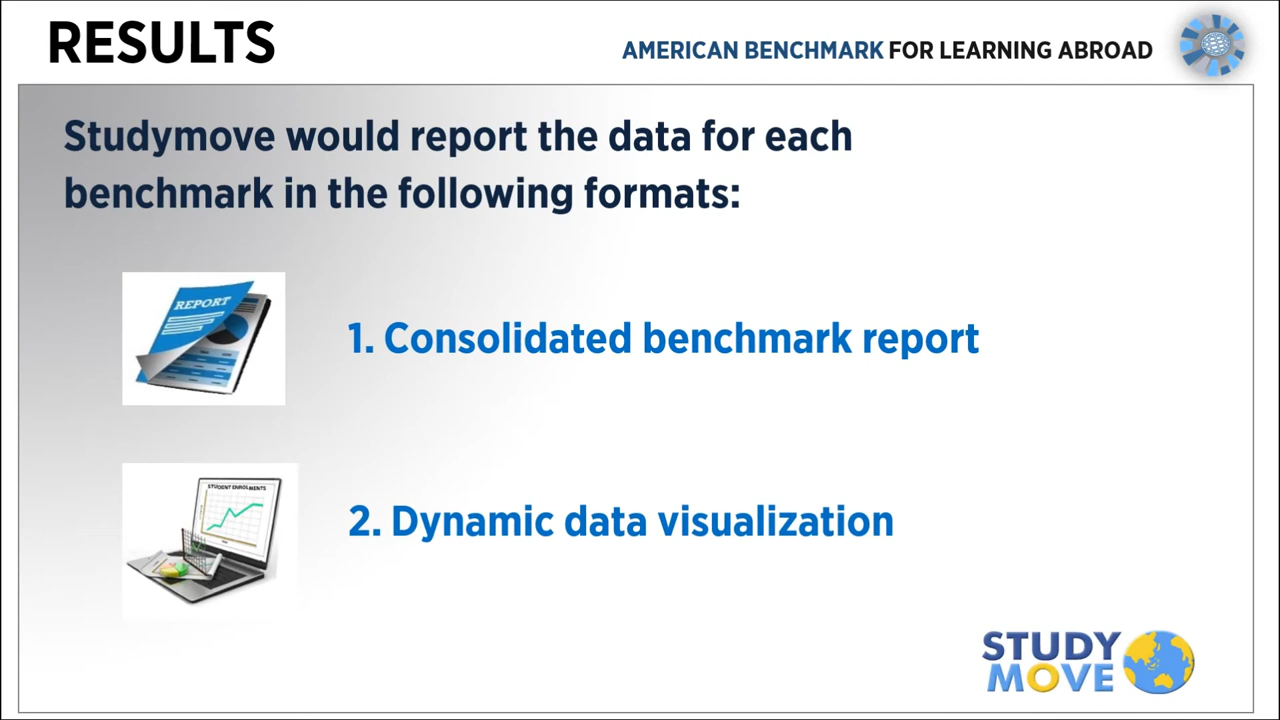 RESULTS
AMERICAN BENCHMARK FOR LEARNING ABROAD
Studymove would report the data for each
benchmark in the following formats:
REPORT
1. Consolidated benchmark report
STUDENT ENROLMENTS
2. Dynamic data visualization
STUDY
MOVE